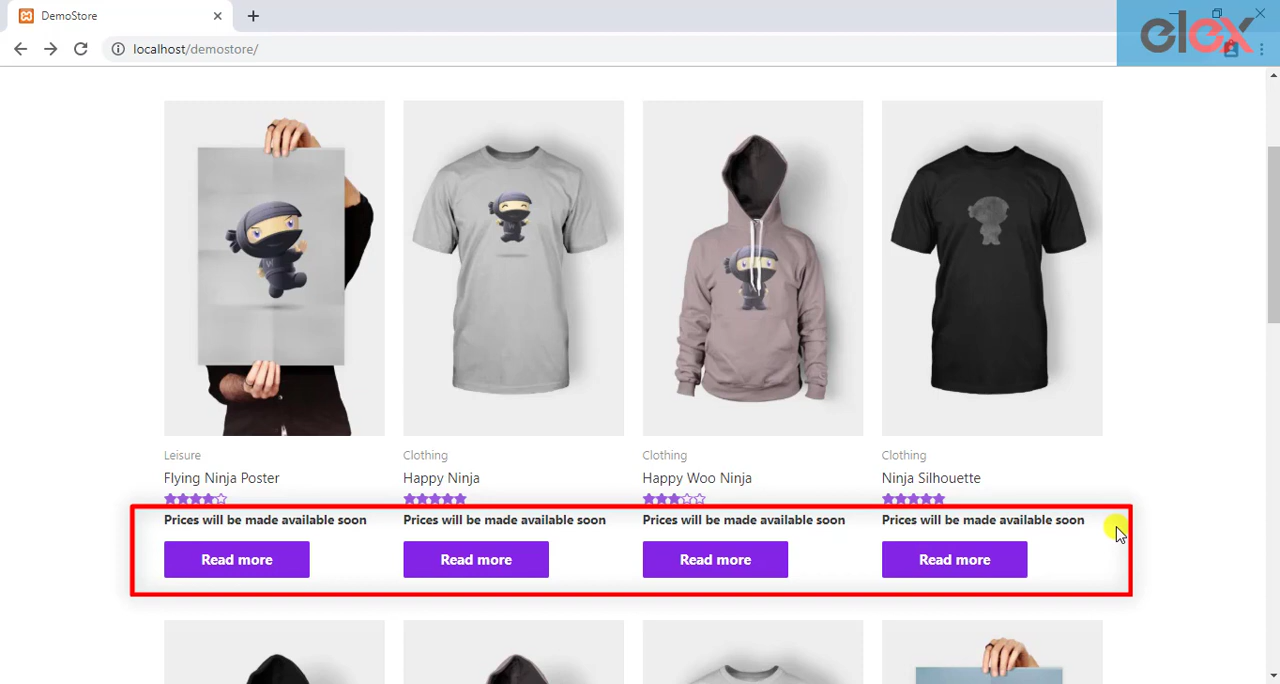 DemoStore
localhost/demostore/
elex
Leisure
Clothing
Clothing
Clothing
Flying Ninja Poster
Happy Ninja
Happy Woo Ninja
Ninja Silhouette
Prices will be made available soon
Prices will be made available soon
Prices will be made available soon
Prices will be made available soon
Read more
Read more
Read more
Read more